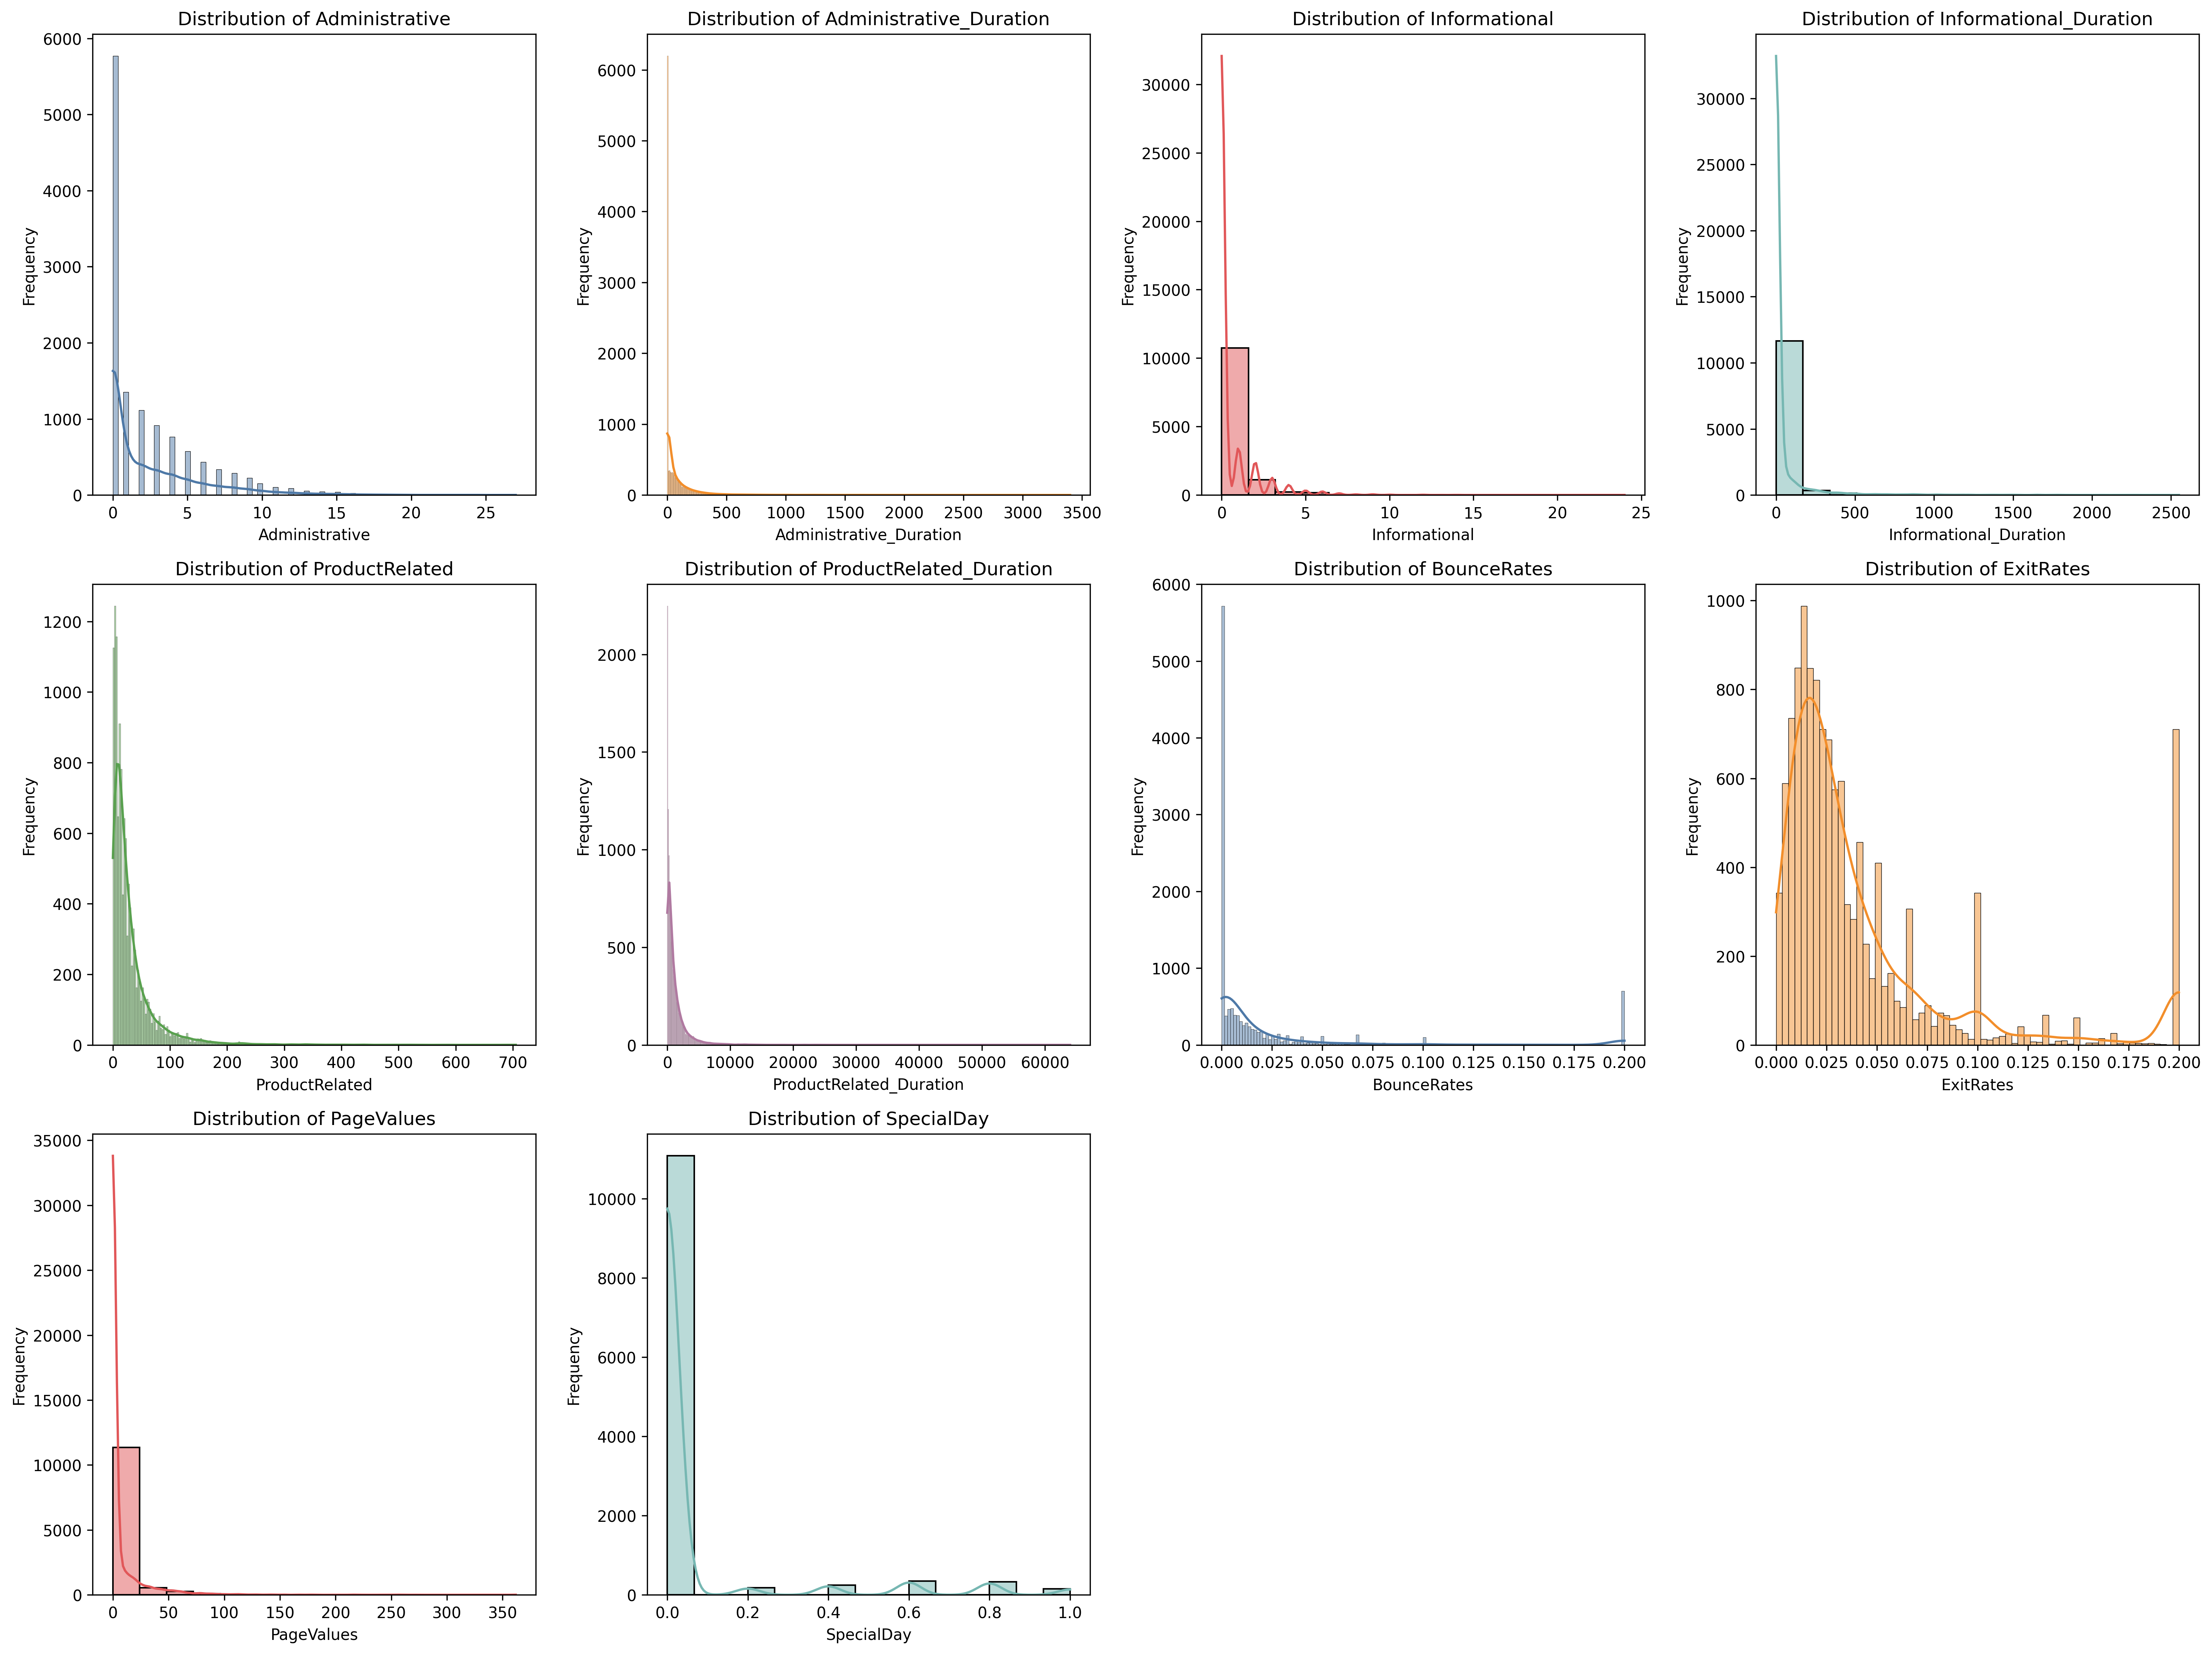 Distribution of Administrative
Frequency
6000
5000
4000
3000
2000
1000
0
0 5 10 15 20 25
Administrative
Distribution of Administrative_Duration
Frequency
6000
5000
4000
3000
2000
1000
0
0 500 1000 1500 2000 2500 3000 3500
Administrative_Duration
Distribution of Informational
Frequency
30000
25000
20000
15000
10000
5000
0
0 5 10 15 20 25
Informational
Distribution of Informational_Duration
Frequency
30000
25000
20000
15000
10000
5000
0
0 500 1000 1500 2000 2500
Informational_Duration
Distribution of ProductRelated
Frequency
1200
1000
800
600
400
200
0
0 100 200 300 400 500 600 700
ProductRelated
Distribution of ProductRelated_Duration
Frequency
2000
1500
1000
500
0
0 10000 20000 30000 40000 50000 60000
ProductRelated_Duration
Distribution of BounceRates
Frequency
6000
5000
4000
3000
2000
1000
0
0.000 0.025 0.050 0.075 0.100 0.125 0.150 0.175 0.200
BounceRates
Distribution of ExitRates
Frequency
1000
800
600
400
200
0
0.000 0.025 0.050 0.075 0.100 0.125 0.150 0.175 0.200
ExitRates
Distribution of PageValues
Frequency
35000
30000
25000
20000
15000
10000
5000
0
0 50 100 150 200 250 300 350
PageValues
Distribution of SpecialDay
Frequency
10000
8000
6000
4000
2000
0
0.0 0.2 0.4 0.6 0.8 1.0
SpecialDay